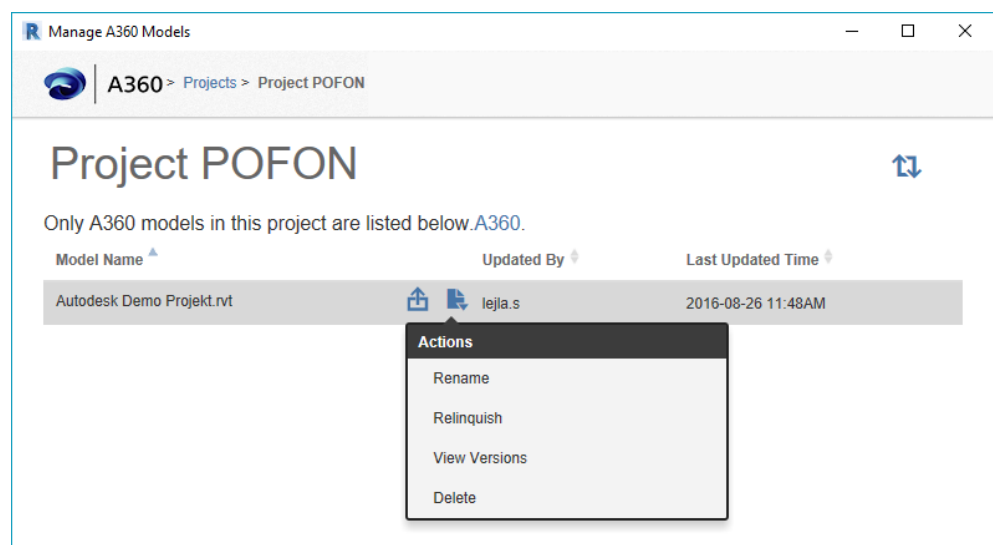 Manage A360 Models
A360 > Projects > Project POFON
Project POFON
Only A360 models in this project are listed below.A360.
Model Name Updated By Last Updated Time
Autodesk Demo Projekt.rvt lejla.s 2016-08-26 11:48AM
Actions
Rename
Relinquish
View Versions
Delete